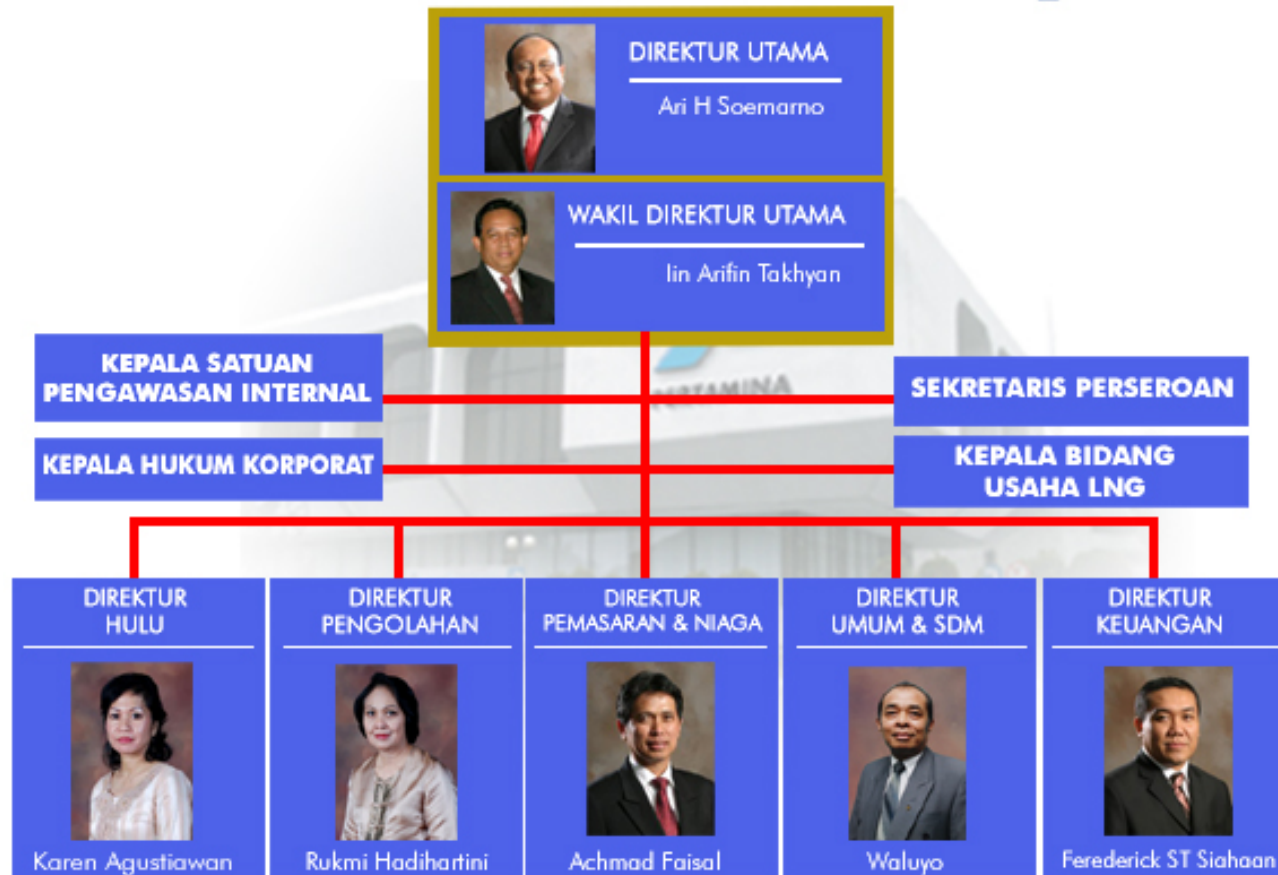 DIREKTUR UTAMA
Ari H Soemarno
WAKIL DIREKTUR UTAMA
Iin Arifin Takhyan
KEPALA SATUAN
PENGAWASAN INTERNAL
SEKRETARIS PERSEROAN
PERTAMINA
KEPALA HUKUM KORPORAT
KEPALA BIDANG
USAHA LNG
DIREKTUR
HULU
Karen Agustiawan
DIREKTUR
PENGOLAHAN
Rukmi Hadihartini
DIREKTUR
PEMASARAN & NIAGA
Achmad Faisal
DIREKTUR
UMUM & SDM
Waluyo
DIREKTUR
KEUANGAN
Ferederick ST Siahaan